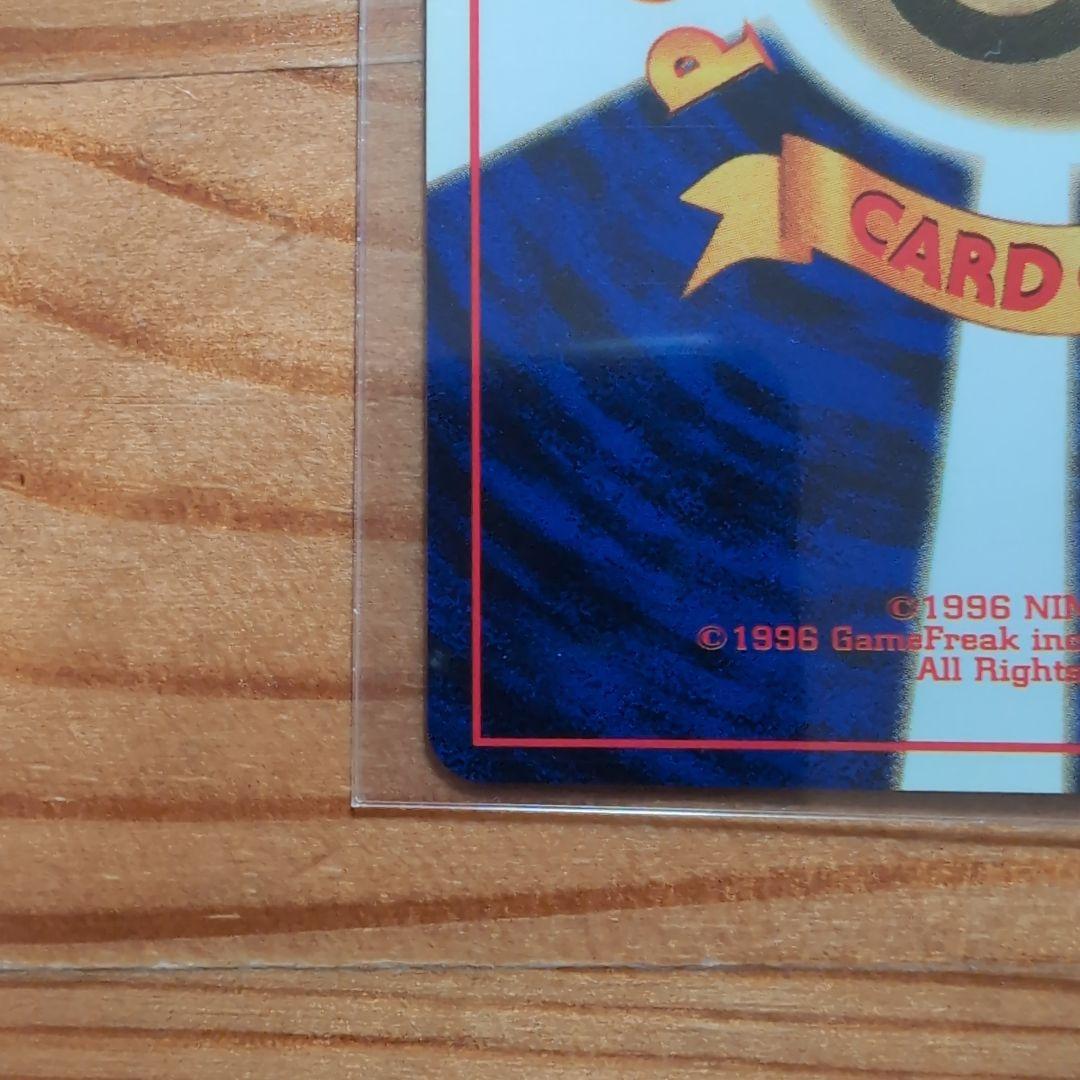 P
CARD
©1996 NIN
©1996 GameFreak inc
All Rights